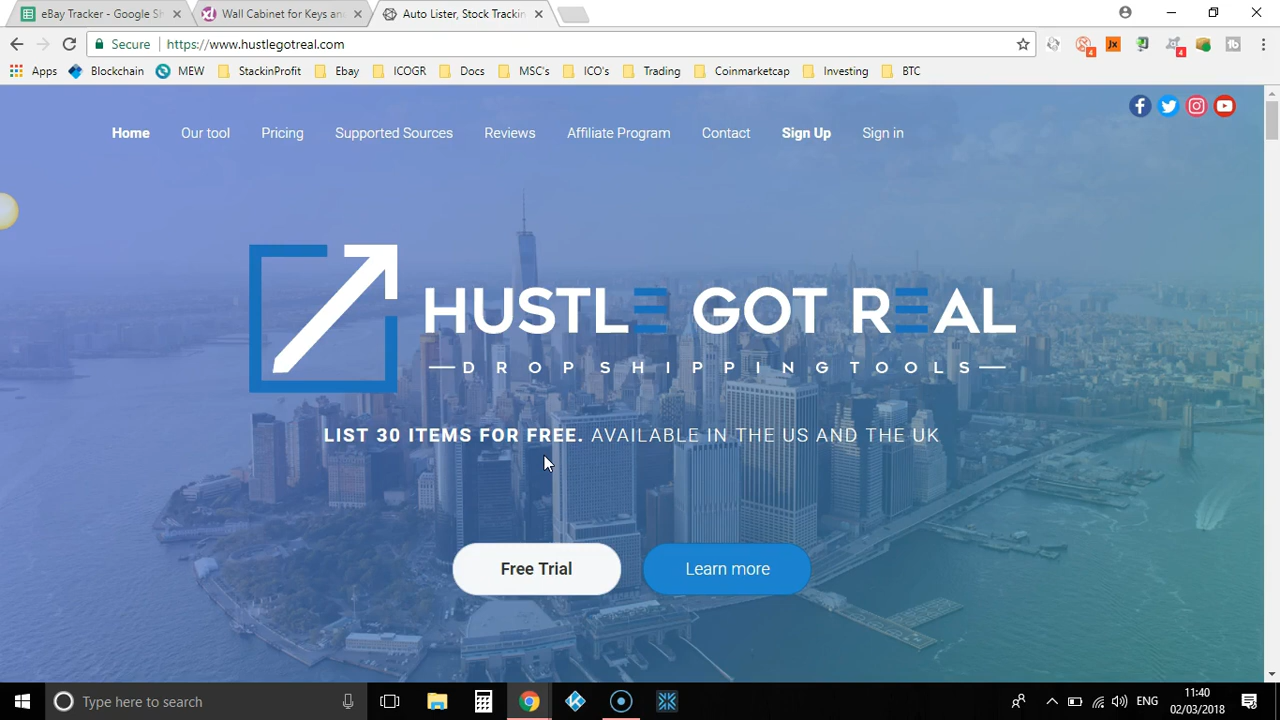 eBay Tracker - Google Sh
Wall Cabinet for Keys and
Auto Lister, Stock Trackin
Secure
https://www.hustlegotreal.com
Apps
Blockchain
MEW
StackinProfit
Ebay
ICOGR
Docs
MSC's
ICO's
Trading
Coinmarketcap
Investing
BTC
Home
Our tool
Pricing
Supported Sources
Reviews
Affiliate Program
Contact
Sign Up
Sign in
HUSTLE GOT REAL
DROPSHIPPINGTOOLS
LIST 30 ITEMS FOR FREE. AVAILABLE IN THE US AND THE UK
Free Trial
Learn more
Type here to search
ENG
11:40
02/03/2018